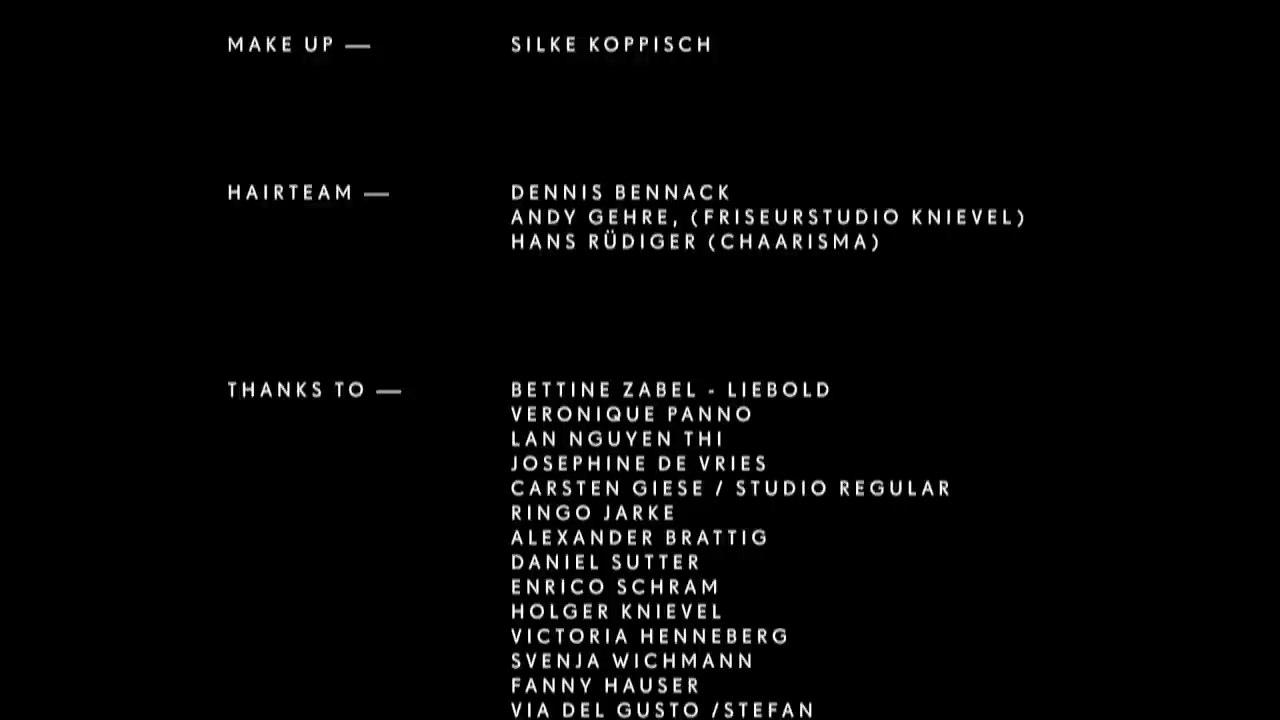 MAKE UP — SILKE KOPPISCH
HAIRTEAM — DENNIS BENNACK
ANDY GEHRE, (FRISEURSTUDIO KNIEVEL)
HANS RÜDIGER (CHAARISMA)
THANKS TO — BETTINE ZABEL - LIEBOLD
VERONIQUE PANNO
LAN NGUYEN THI
JOSEPHINE DE VRIES
CARSTEN GIESE / STUDIO REGULAR
RINGO JARKE
ALEXANDER BRATTIG
DANIEL SUTTER
ENRICO SCHRAM
HOLGER KNIEVEL
VICTORIA HENNEBERG
SVENJA WICHMANN
FANNY HAUSER
VIA DEL GUSTO /STEFAN